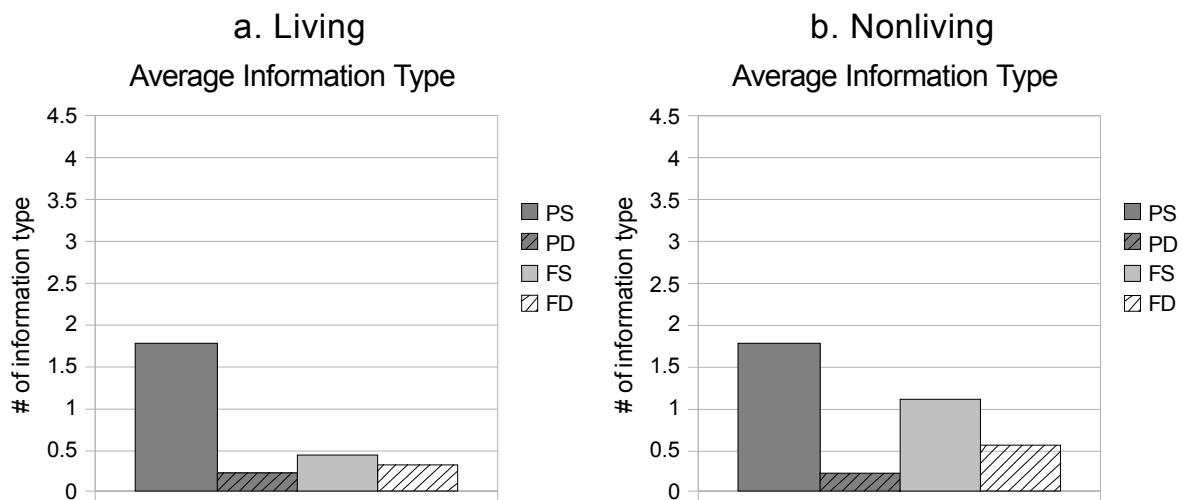 a. Living
Average Information Type
# of information type
4.5
4
3.5
3
2.5
2
1.5
1
0.5
0
PS
PD
FS
FD
b. Nonliving
Average Information Type
# of information type
4.5
4
3.5
3
2.5
2
1.5
1
0.5
0
PS
PD
FS
FD